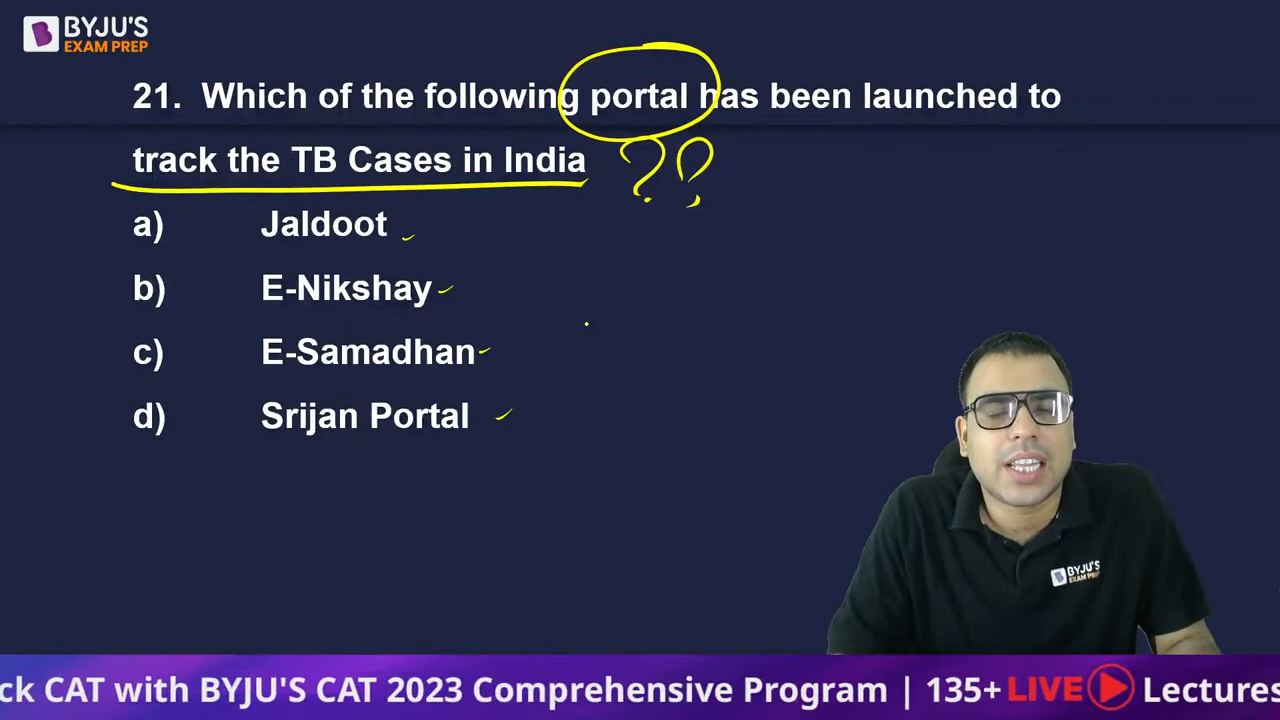 BYJU'S
EXAM PREP
21. Which of the following portal has been launched to
track the TB Cases in India ??
a) Jaldoot
b) E-Nikshay
c) E-Samadhan
d) Srijan Portal
BYJU'S
EXAM PREP
ck CAT with BYJU'S CAT 2023 Comprehensive Program | 135+ LIVE Lectures